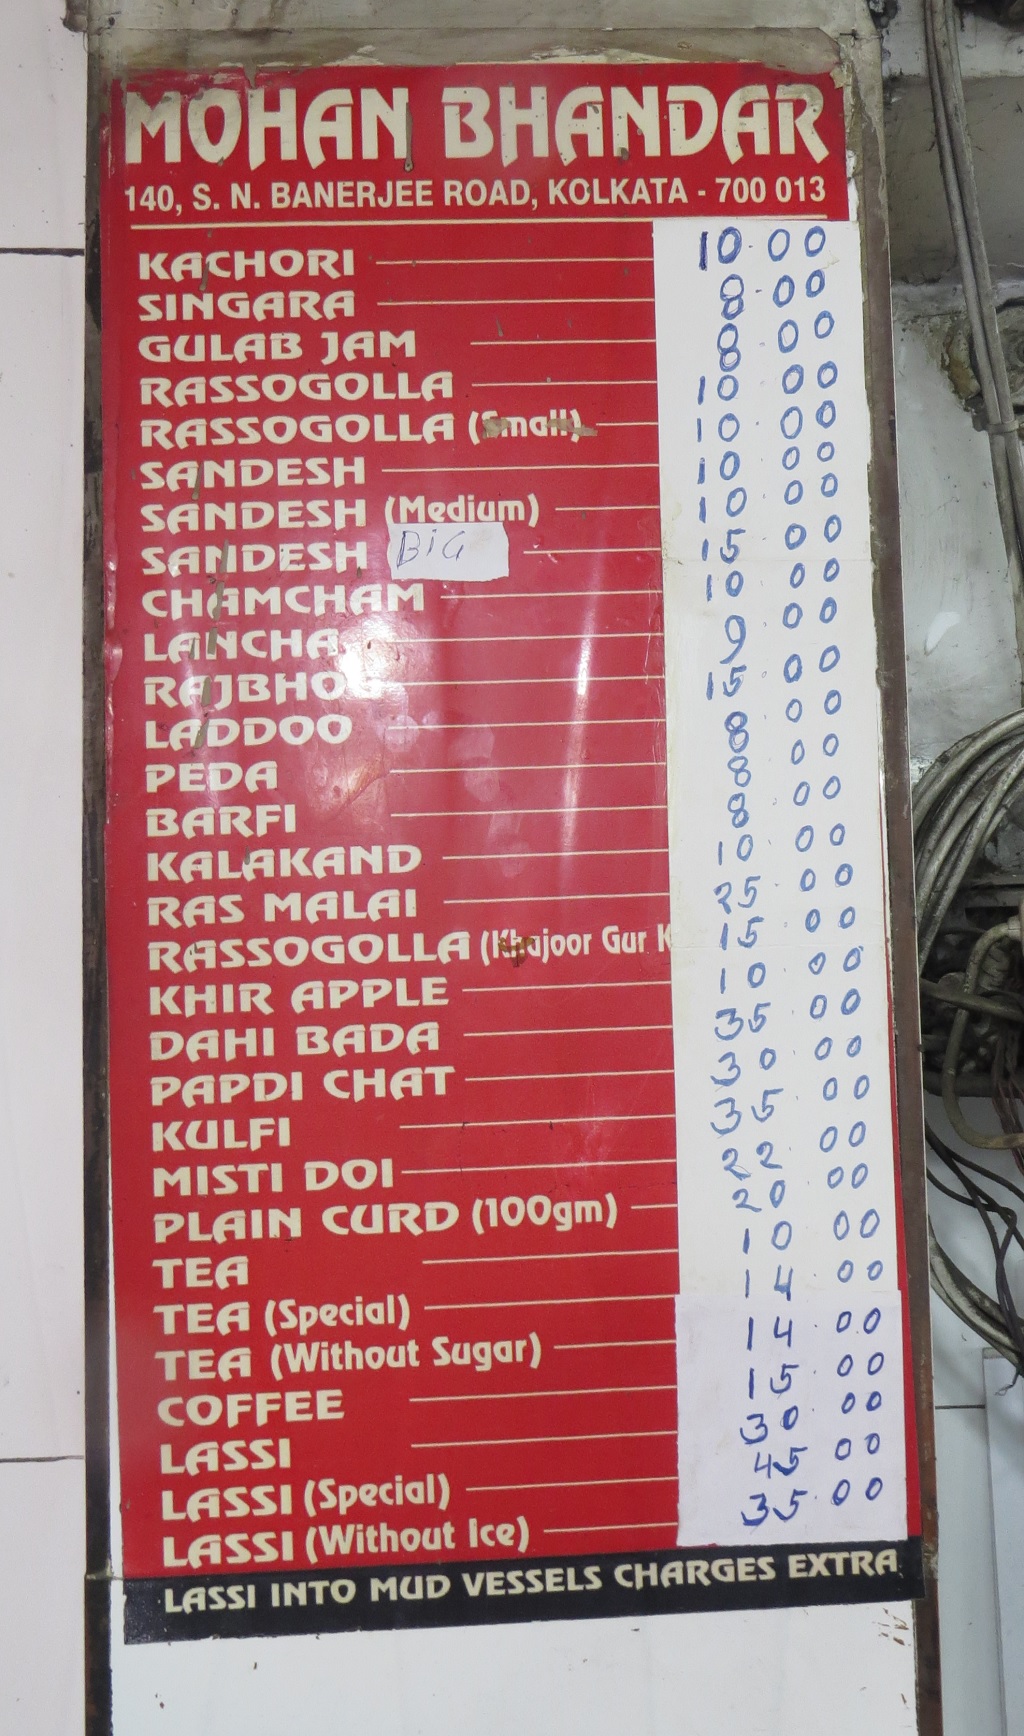 MOHAN BHANDAR
140, S. N. BANERJEE ROAD, KOLKATA - 700 013
KACHORI 10.00
SINGARA 8.00
GULAB JAM 8.00
RASSOGOLLA 10.00
RASSOGOLLA (Small) 10.00
SANDESH 10.00
SANDESH (Medium) 10.00
SANDESH BIG 15.00
CHAMCHAM 10.00
LANCHA 9.00
RAJBHOG 15.00
LADDOO 8.00
PEDA 8.00
BARFI 8.00
KALAKAND 10.00
RAS MALAI 25.00
RASSOGOLLA (Khajoor Gur K 15.00
KHIR APPLE 10.00
DAHI BADA 35.00
PAPDI CHAT 30.00
KULFI 35.00
MISTI DOI 22.00
PLAIN CURD (100gm) 20.00
TEA 10.00
TEA (Special) 14.00
TEA (Without Sugar) 14.00
COFFEE 15.00
LASSI 30.00
LASSI (Special) 45.00
LASSI (Without Ice) 35.00
LASSI INTO MUD VESSELS CHARGES EXTRA